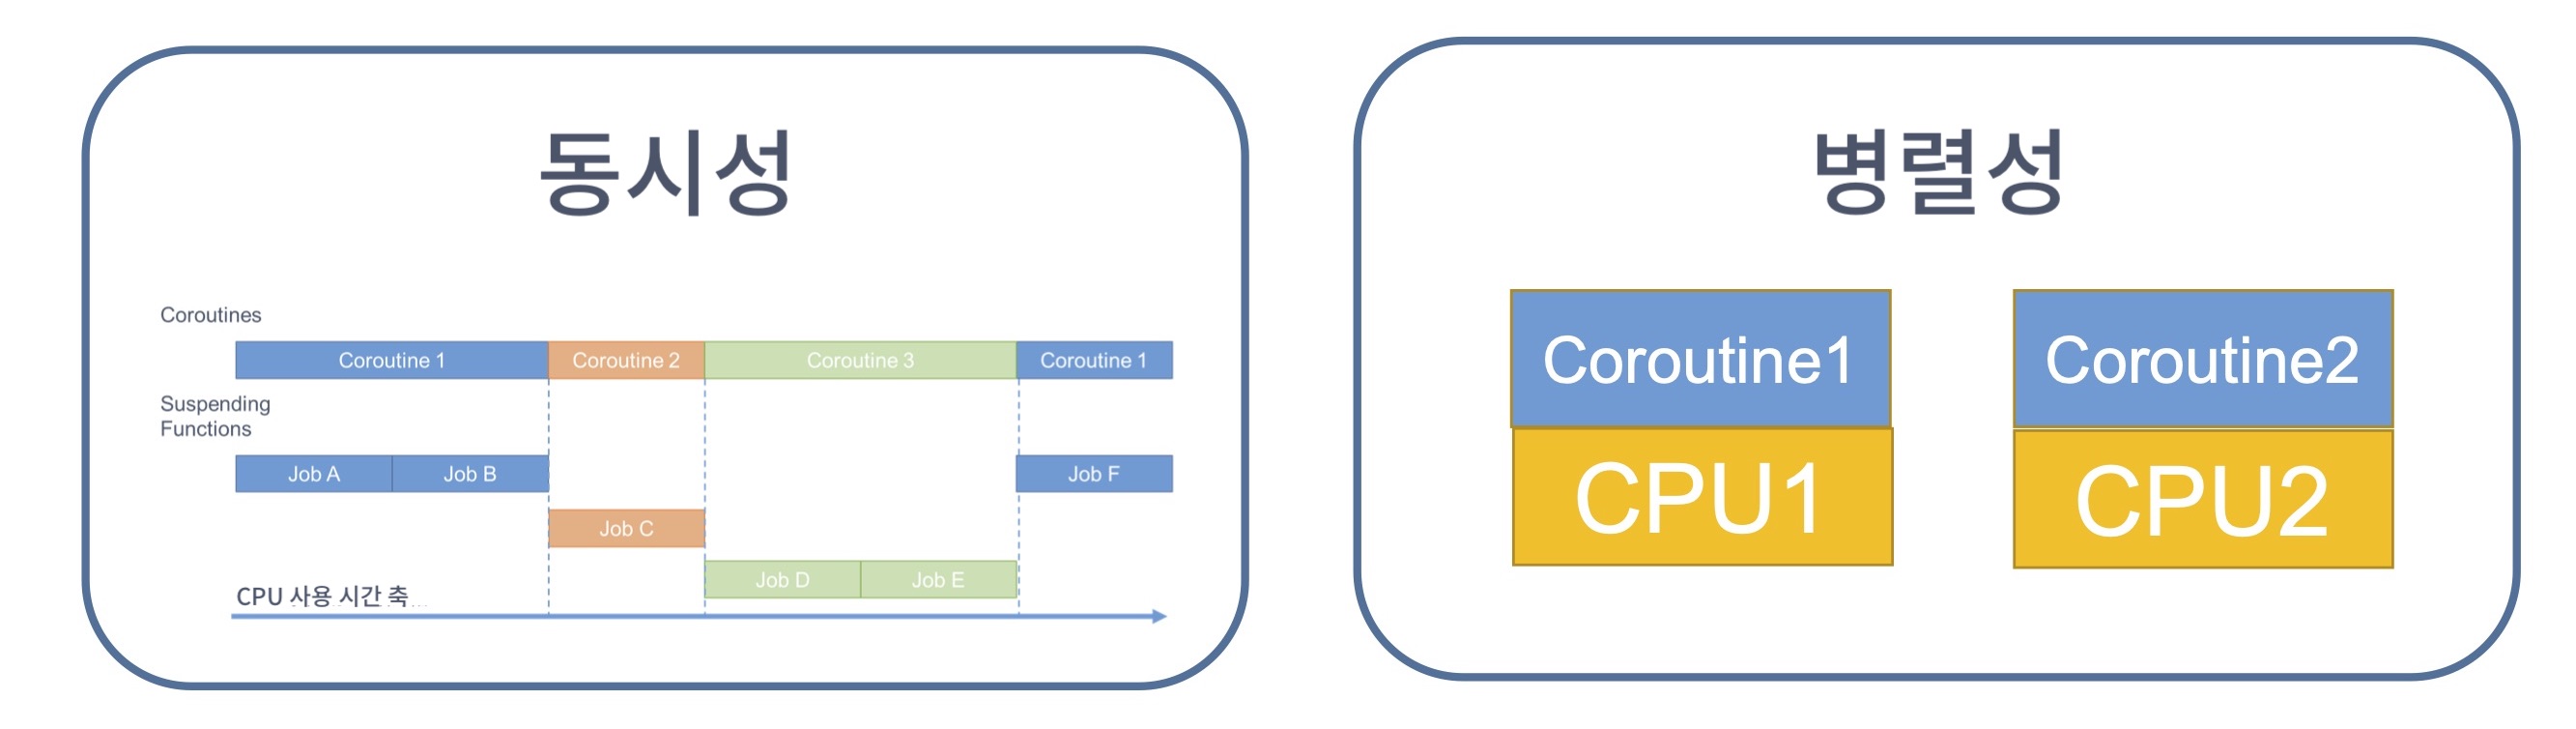 동시성
Coroutines
Coroutine 1 Coroutine 2 Coroutine 3 Coroutine 1
Suspending
Functions
Job A Job B Job F
Job C
Job D Job E
CPU 사용 시간 축
병렬성
Coroutine1 Coroutine2
CPU1 CPU2